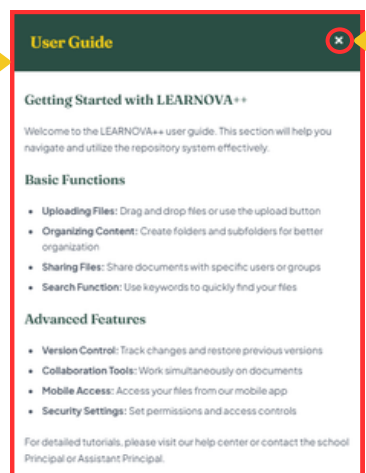 User Guide
×
Getting Started with LEARNOVA++
Welcome to the LEARNOVA++ user guide. This section will help you
navigate and utilize the repository system effectively.
Basic Functions
• Uploading Files: Drag and drop files or use the upload button
• Organizing Content: Create folders and subfolders for better
organization
• Sharing Files: Share documents with specific users or groups
• Search Function: Use keywords to quickly find your files
Advanced Features
• Version Control: Track changes and restore previous versions
• Collaboration Tools: Work simultaneously on documents
• Mobile Access: Access your files from our mobile app
• Security Settings: Set permissions and access controls
For detailed tutorials, please visit our help center or contact the school
Principal or Assistant Principal.